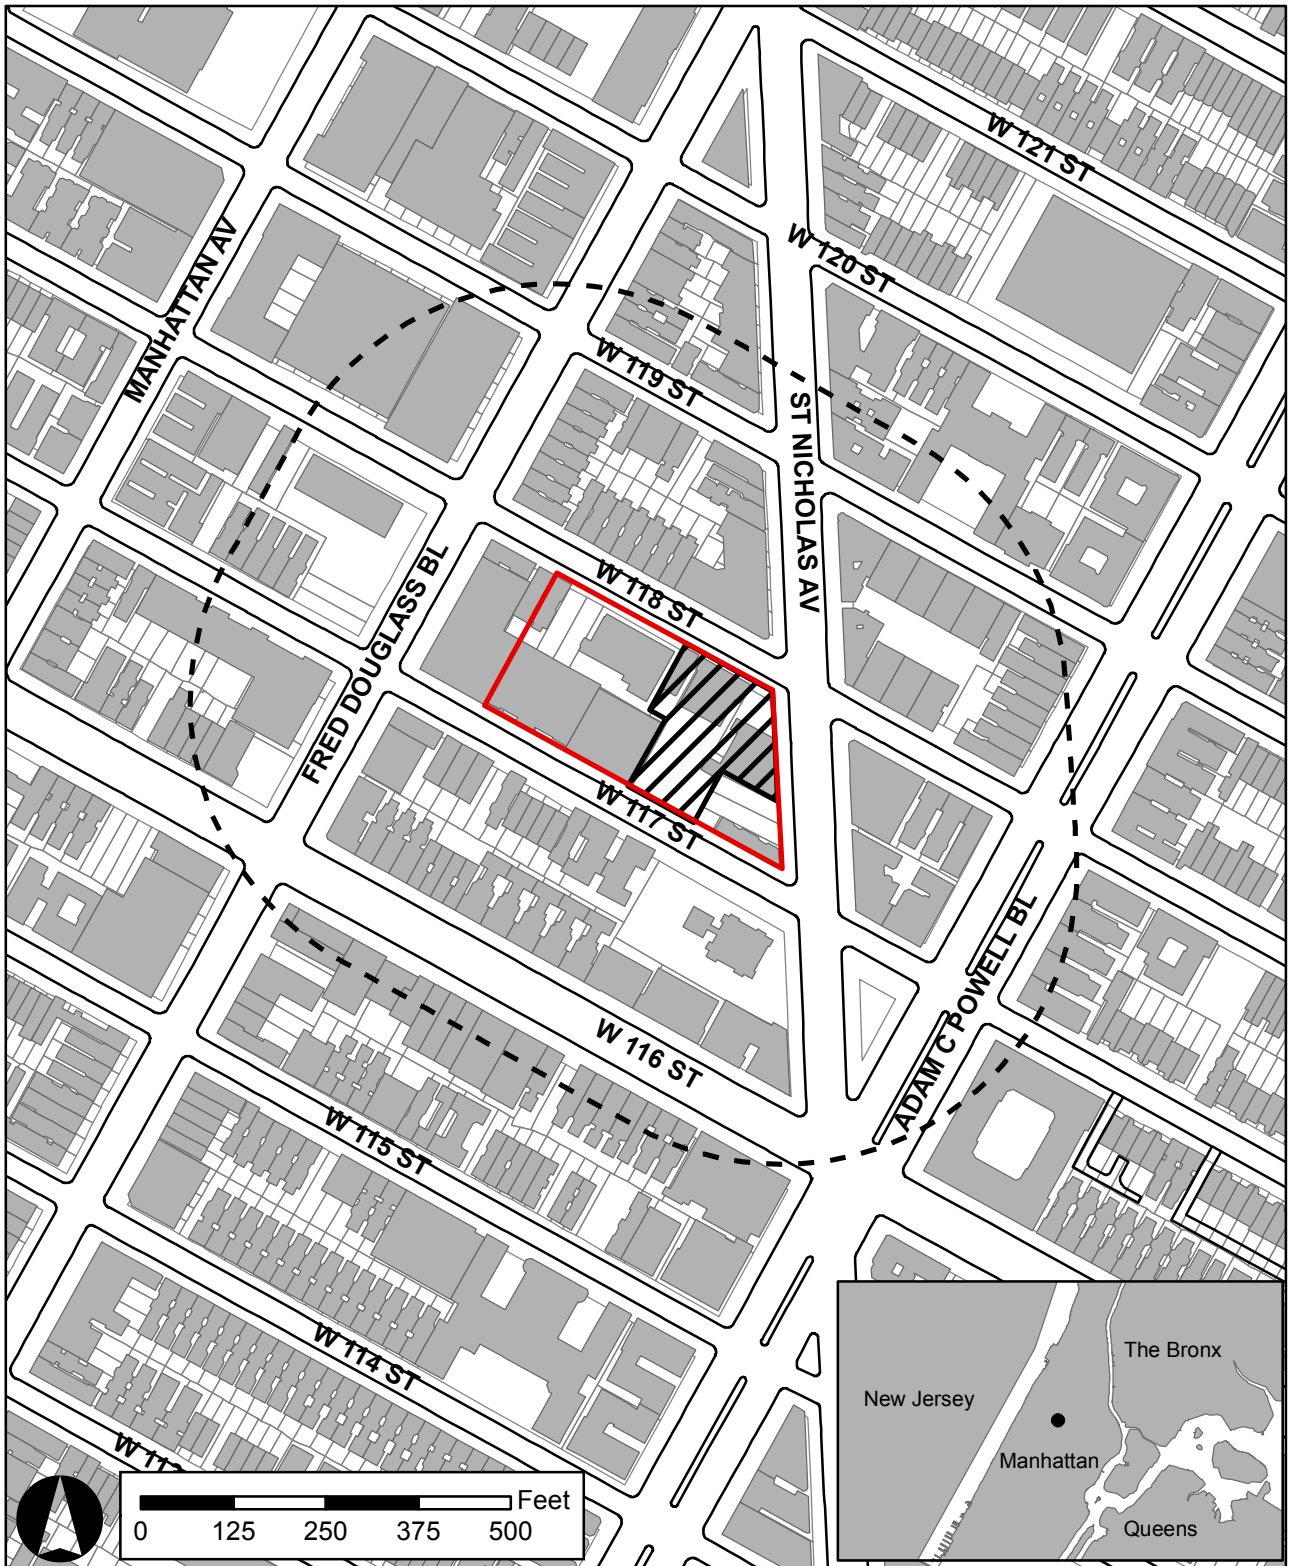 W 121 ST
W 120 ST
MANHATTAN AV
W 119 ST
ST NICHOLAS AV
W 118 ST
FRED DOUGLASS BL
W 117 ST
ADAM C POWELL BL
W 116 ST
W 115 ST
W 114 ST
The Bronx
New Jersey
Manhattan
Queens
Feet
0 125 250 375 500